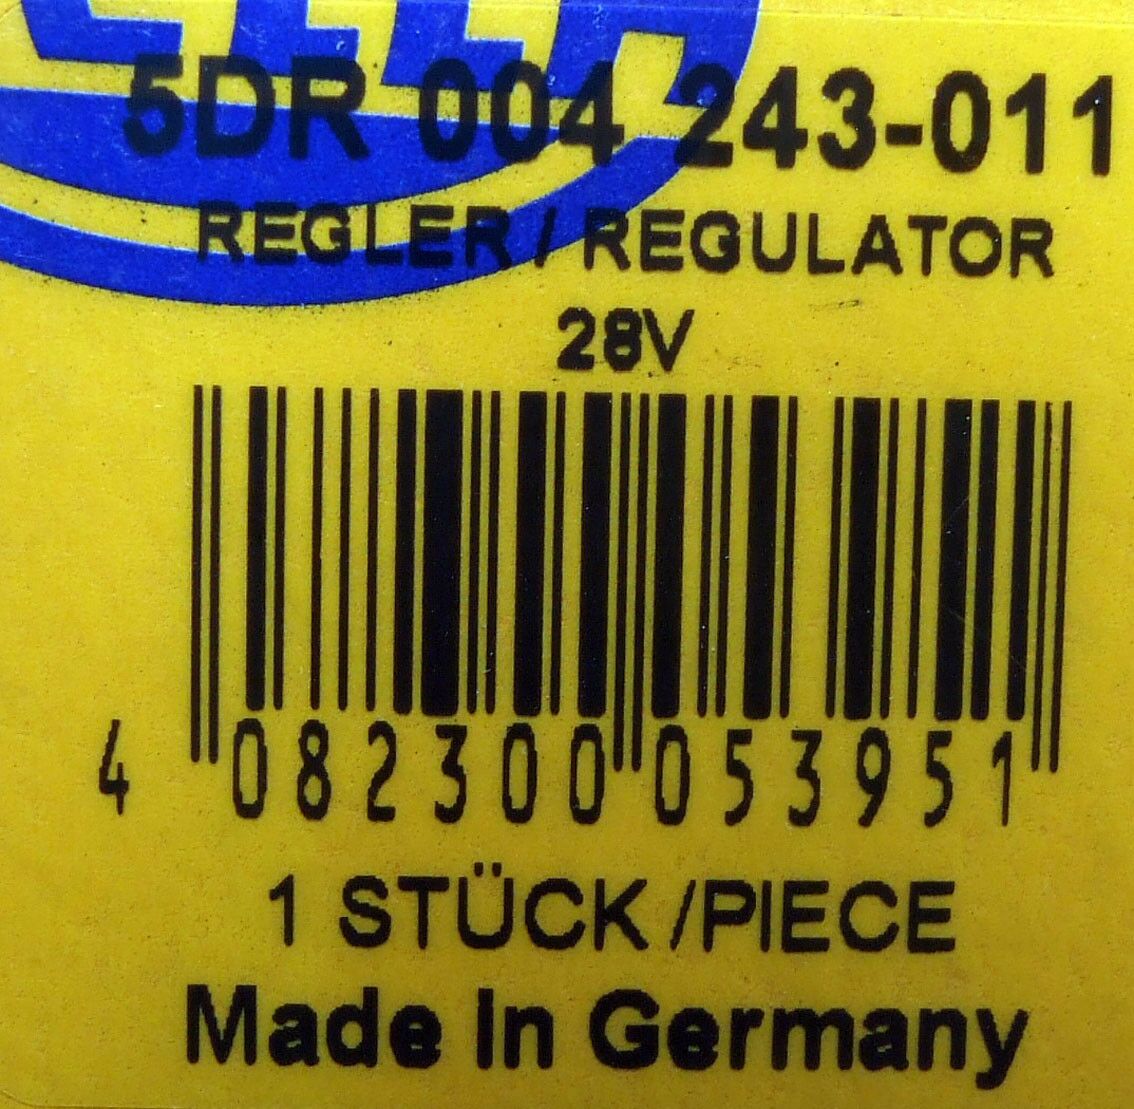 5DR 004 243-011
REGLER / REGULATOR
28V
4 082300 053951
1 STÜCK /PIECE
Made In Germany